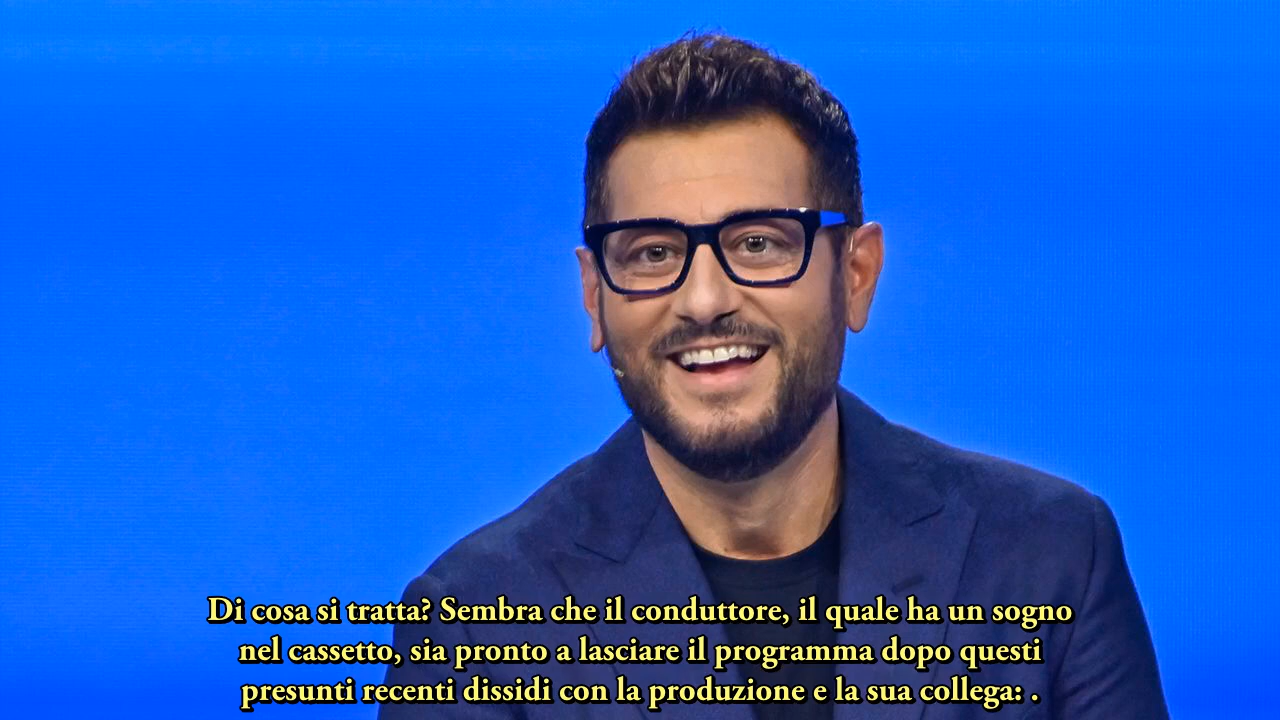 Di cosa si tratta? Sembra che il conduttore, il quale ha un sogno
nel cassetto, sia pronto a lasciare il programma dopo questi
presunti recenti dissidi con la produzione e la sua collega: .